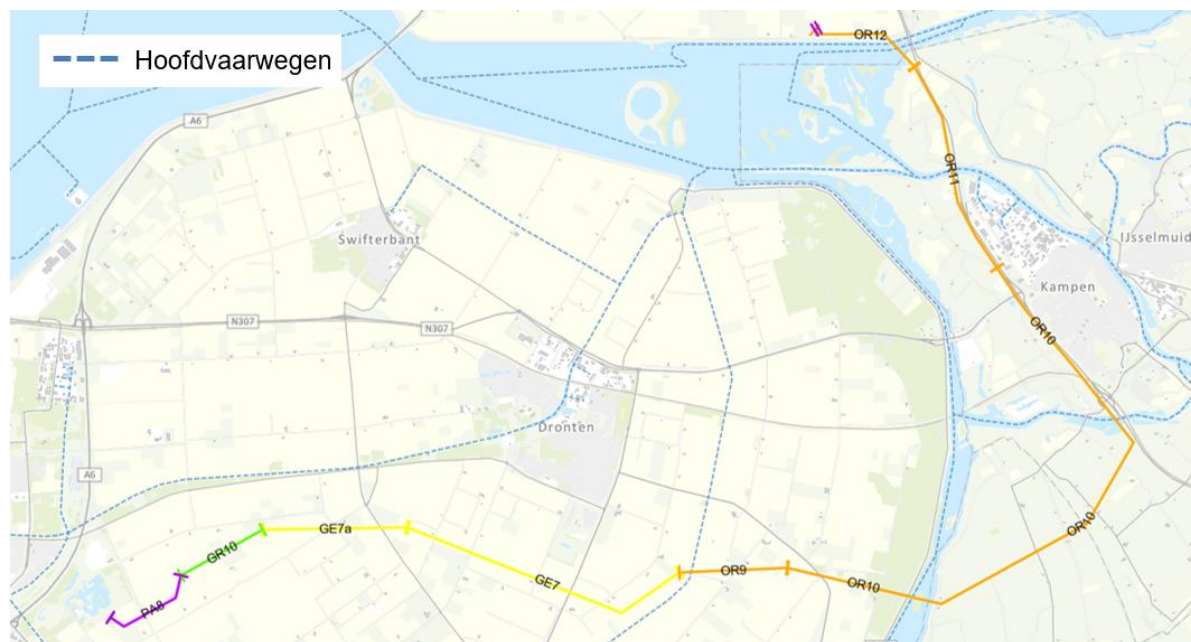 Hoofdvaarwegen
OR12
A6
OR11
Swifterbant
IJsselmuid
Kampen
N307
N307
OR10
Dronten
A6
GE7a
GR10
OR10
GE7
OR9
OR10
PA8